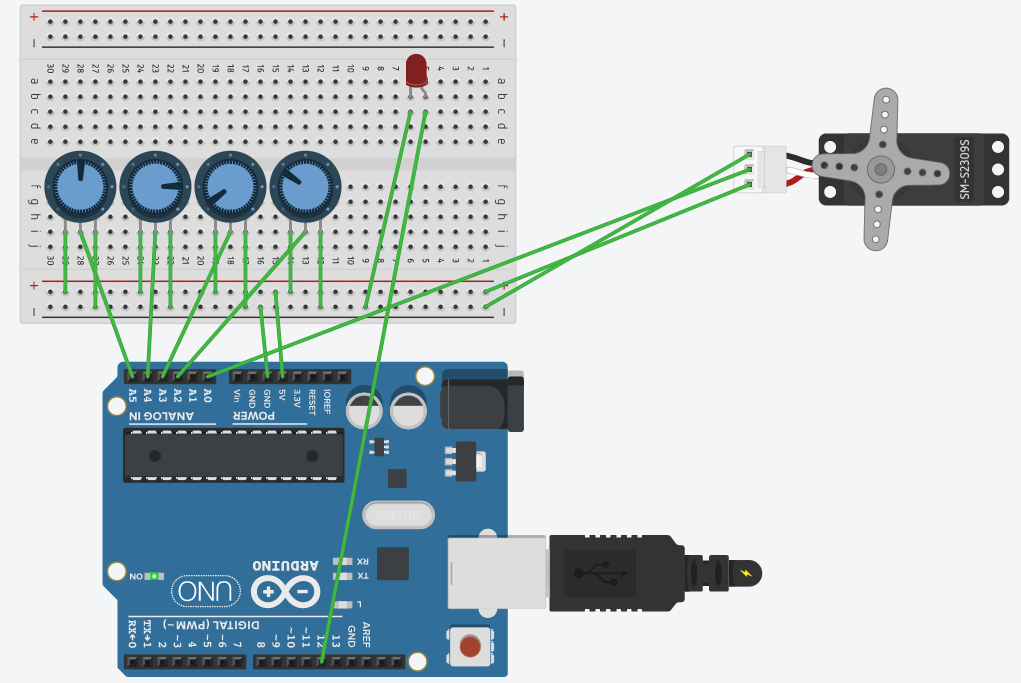 + +
− −
30 29 28 27 26 25 24 23 22 21 20 19 18 17 16 15 14 13 12 11 10 9 8 7 6 5 4 3 2 1
a a
b b
c c
d d
e e
SM-S2309S
f f
g g
h h
i i
j j
30 29 28 27 26 25 24 23 22 21 20 19 18 17 16 15 14 13 12 11 10 9 8 7 6 5 4 3 2 1
+ +
− −
A5 A4 A3 A2 A1 A0 Vin GND GND 5V 3.3V RESET IOREF
ANALOG IN POWER
RX
TX
ARDUINO
ON
UNO
L
DIGITAL (PWM~)
RX←0 TX→1 2 ~3 4 ~5 ~6 7 8 ~9 ~10 ~11 12 13 GND AREF